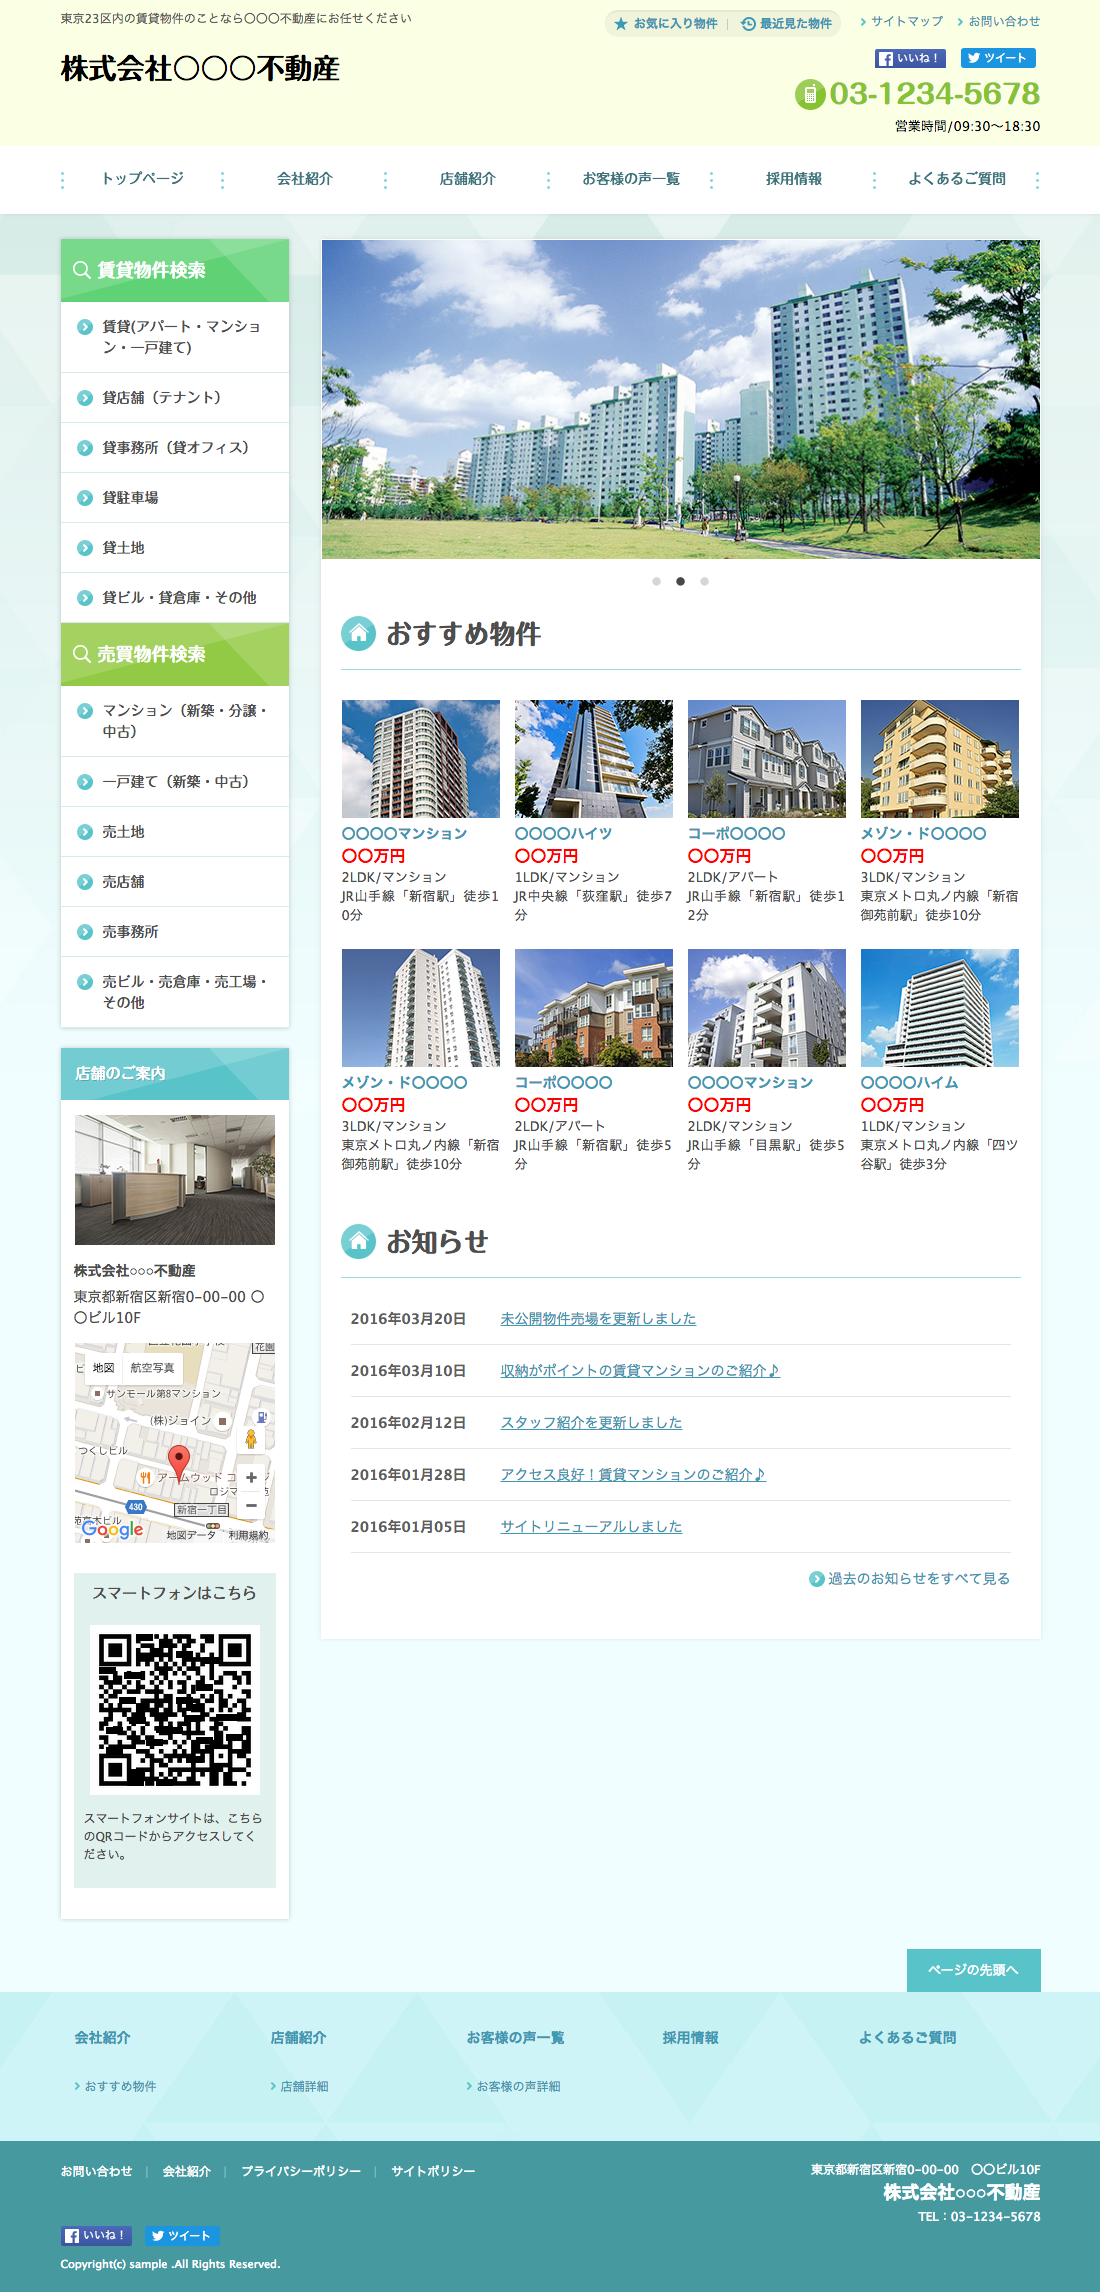 東京23区内の賃貸物件のことなら〇〇〇不動産にお任せください
お気に入り物件
最近見た物件
サイトマップ
お問い合わせ
株式会社〇〇〇不動産
いいね！
ツイート
03-1234-5678
営業時間/09:30〜18:30
トップページ
会社紹介
店舗紹介
お客様の声一覧
採用情報
よくあるご質問
賃貸物件検索
賃貸(アパート・マンショ
ン・一戸建て)
貸店舗（テナント）
貸事務所（貸オフィス）
貸駐車場
貸土地
貸ビル・貸倉庫・その他
売買物件検索
マンション（新築・分譲・
中古）
一戸建て（新築・中古）
売土地
売店舗
売事務所
売ビル・売倉庫・売工場・
その他
店舗のご案内
株式会社○○○不動産
東京都新宿区新宿0-00-00 〇
〇ビル10F
花園
地図
航空写真
サンモール第8マンション
(株)ジョイン
つくしビル
アームウッド コ
ロジマ
430
新宿一丁目
Google
地図データ
利用規約
スマートフォンはこちら
スマートフォンサイトは、こちら
のQRコードからアクセスしてく
ださい。
おすすめ物件
〇〇〇〇マンション
〇〇万円
2LDK/マンション
JR山手線「新宿駅」徒歩1
0分
〇〇〇〇ハイツ
〇〇万円
1LDK/マンション
JR中央線「荻窪駅」徒歩7
分
コーポ〇〇〇〇
〇〇万円
2LDK/アパート
JR山手線「新宿駅」徒歩1
2分
メゾン・ド〇〇〇〇
〇〇万円
3LDK/マンション
東京メトロ丸ノ内線「新宿
御苑前駅」徒歩10分
メゾン・ド〇〇〇〇
〇〇万円
3LDK/マンション
東京メトロ丸ノ内線「新宿
御苑前駅」徒歩10分
コーポ〇〇〇〇
〇〇万円
2LDK/アパート
JR山手線「新宿駅」徒歩5
分
〇〇〇〇マンション
〇〇万円
2LDK/マンション
JR山手線「目黒駅」徒歩5
分
〇〇〇〇ハイム
〇〇万円
1LDK/マンション
東京メトロ丸ノ内線「四ツ
谷駅」徒歩3分
お知らせ
2016年03月20日 未公開物件売場を更新しました
2016年03月10日 収納がポイントの賃貸マンションのご紹介♪
2016年02月12日 スタッフ紹介を更新しました
2016年01月28日 アクセス良好！賃貸マンションのご紹介♪
2016年01月05日 サイトリニューアルしました
過去のお知らせをすべて見る
ページの先頭へ
会社紹介
店舗紹介
お客様の声一覧
採用情報
よくあるご質問
おすすめ物件
店舗詳細
お客様の声詳細
お問い合わせ | 会社紹介 | プライバシーポリシー | サイトポリシー
東京都新宿区新宿0-00-00　〇〇ビル10F
株式会社○○○不動産
TEL：03-1234-5678
いいね！
ツイート
Copyright(c) sample .All Rights Reserved.